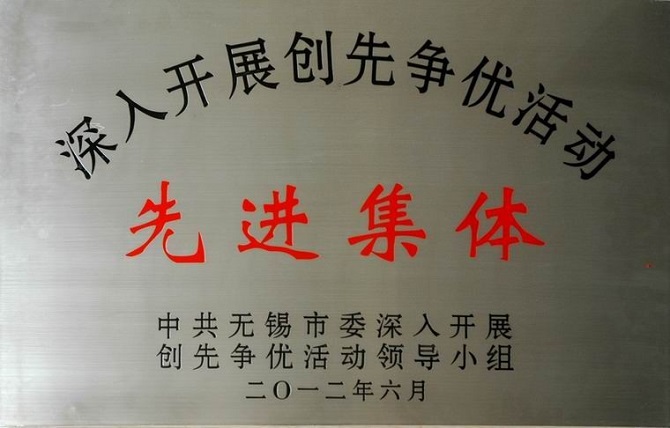 深入开展创先争优活动
先进集体
中共无锡市委深入开展
创先争优活动领导小组
二〇一二年六月